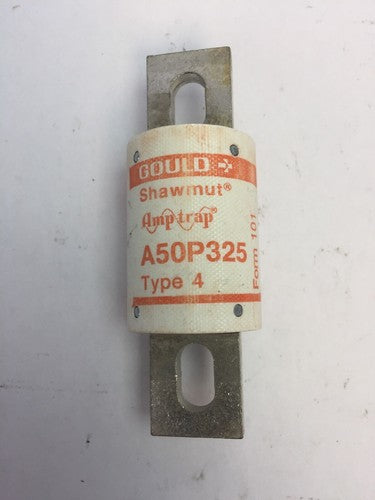 GOULD
Shawmut®
Amp-trap®
A50P325
Type 4
Form 101